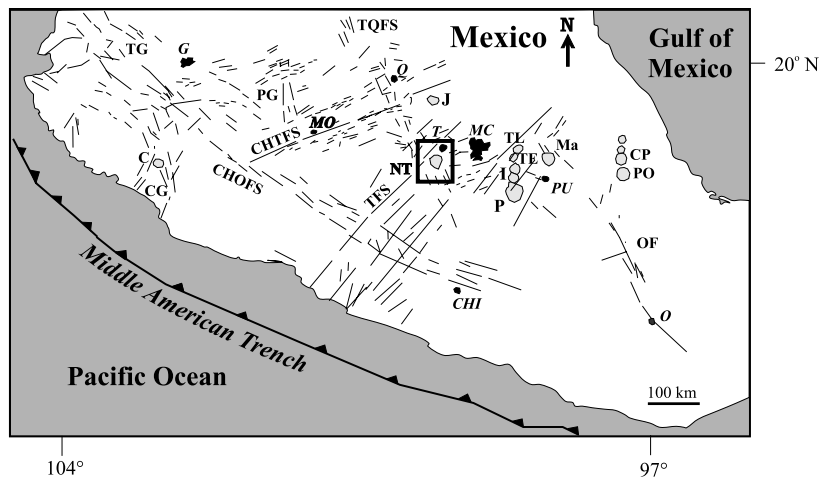 TQFS
Mexico
N
Gulf of
Mexico
20° N
TG
G
Q
PG
J
MO
CHTFS
T
MC
TL
Ma
C
NT
TE
CP
I
PO
CHOFS
PU
CG
TFS
P
OF
Middle American Trench
CHI
O
Pacific Ocean
100 km
104°
97°